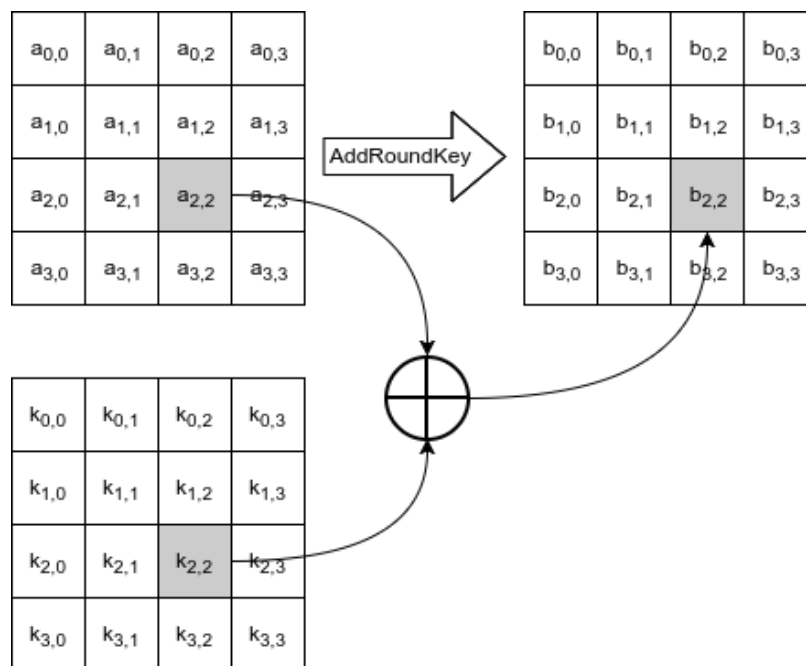 a0,0 a0,1 a0,2 a0,3
a1,0 a1,1 a1,2 a1,3
a2,0 a2,1 a2,2 a2,3
a3,0 a3,1 a3,2 a3,3
AddRoundKey
b0,0 b0,1 b0,2 b0,3
b1,0 b1,1 b1,2 b1,3
b2,0 b2,1 b2,2 b2,3
b3,0 b3,1 b3,2 b3,3
k0,0 k0,1 k0,2 k0,3
k1,0 k1,1 k1,2 k1,3
k2,0 k2,1 k2,2 k2,3
k3,0 k3,1 k3,2 k3,3